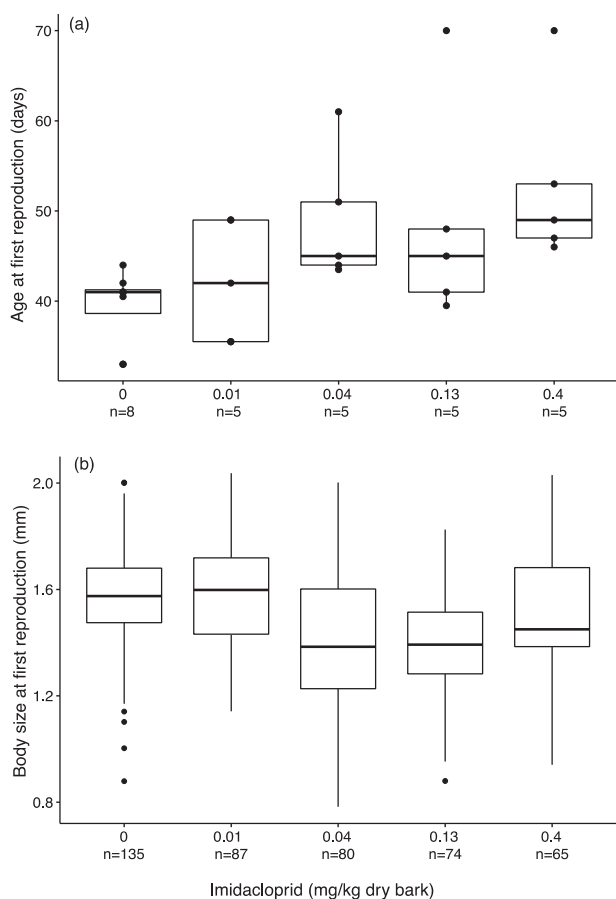 (a)
Age at first reproduction (days)
70
60
50
40
0 0.01 0.04 0.13 0.4
n=8 n=5 n=5 n=5 n=5
(b)
Body size at first reproduction (mm)
2.0
1.6
1.2
0.8
0 0.01 0.04 0.13 0.4
n=135 n=87 n=80 n=74 n=65
Imidacloprid (mg/kg dry bark)